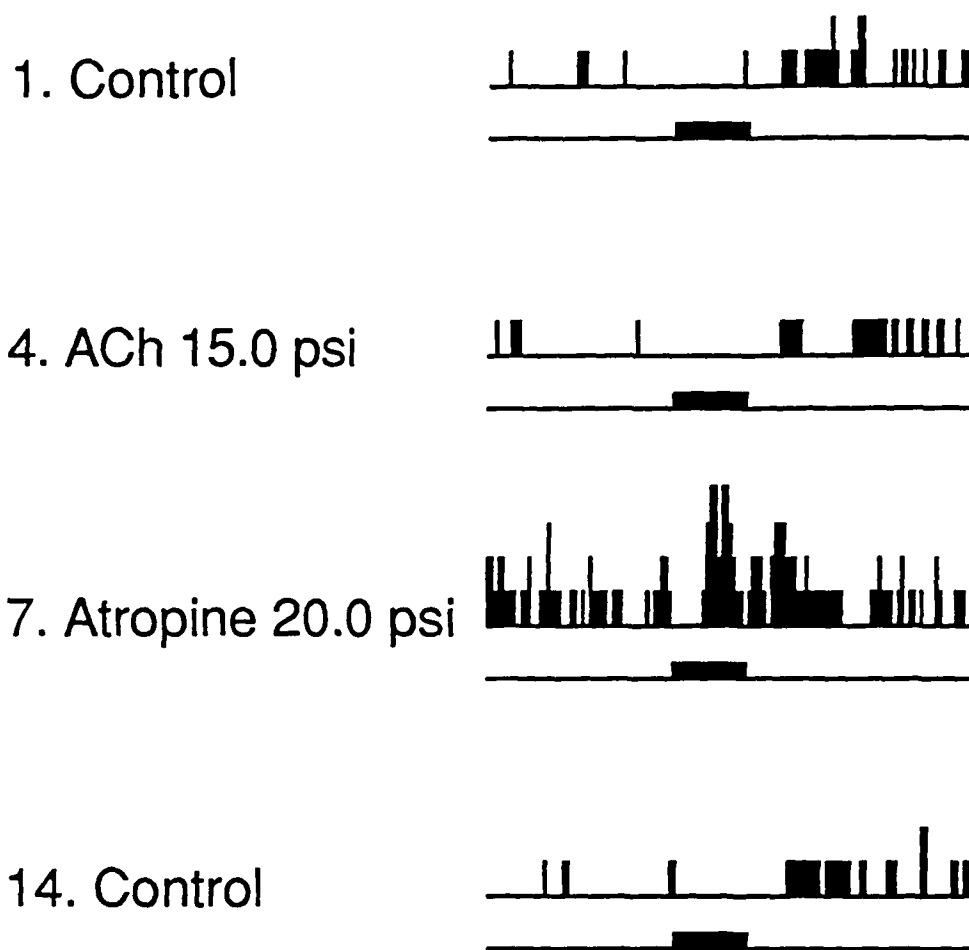 1. Control
4. ACh 15.0 psi
7. Atropine 20.0 psi
14. Control